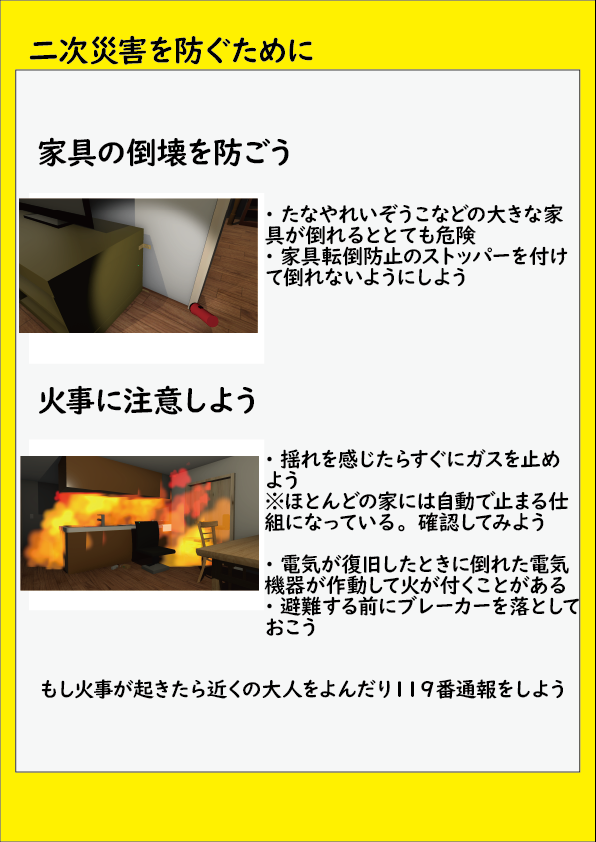 二次災害を防ぐために
家具の倒壊を防ごう
・たなやれいぞうこなどの大きな家
具が倒れるととても危険
・家具転倒防止のストッパーを付け
て倒れないようにしよう
火事に注意しよう
・揺れを感じたらすぐにガスを止め
よう
※ほとんどの家には自動で止まる仕
組になっている。確認してみよう
・電気が復旧したときに倒れた電気
機器が作動して火が付くことがある
・避難する前にブレーカーを落として
おこう
もし火事が起きたら近くの大人をよんだり119番通報をしよう